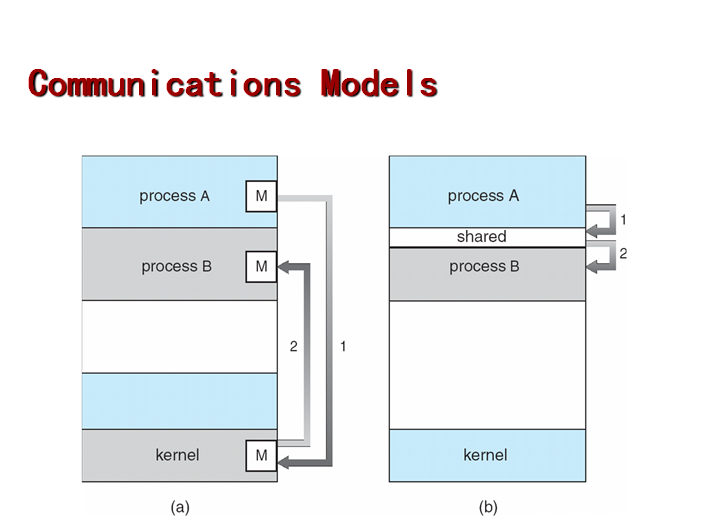 Communications Models
process A
M
process B
M
2
1
kernel
M
(a)
process A
1
shared
2
process B
kernel
(b)